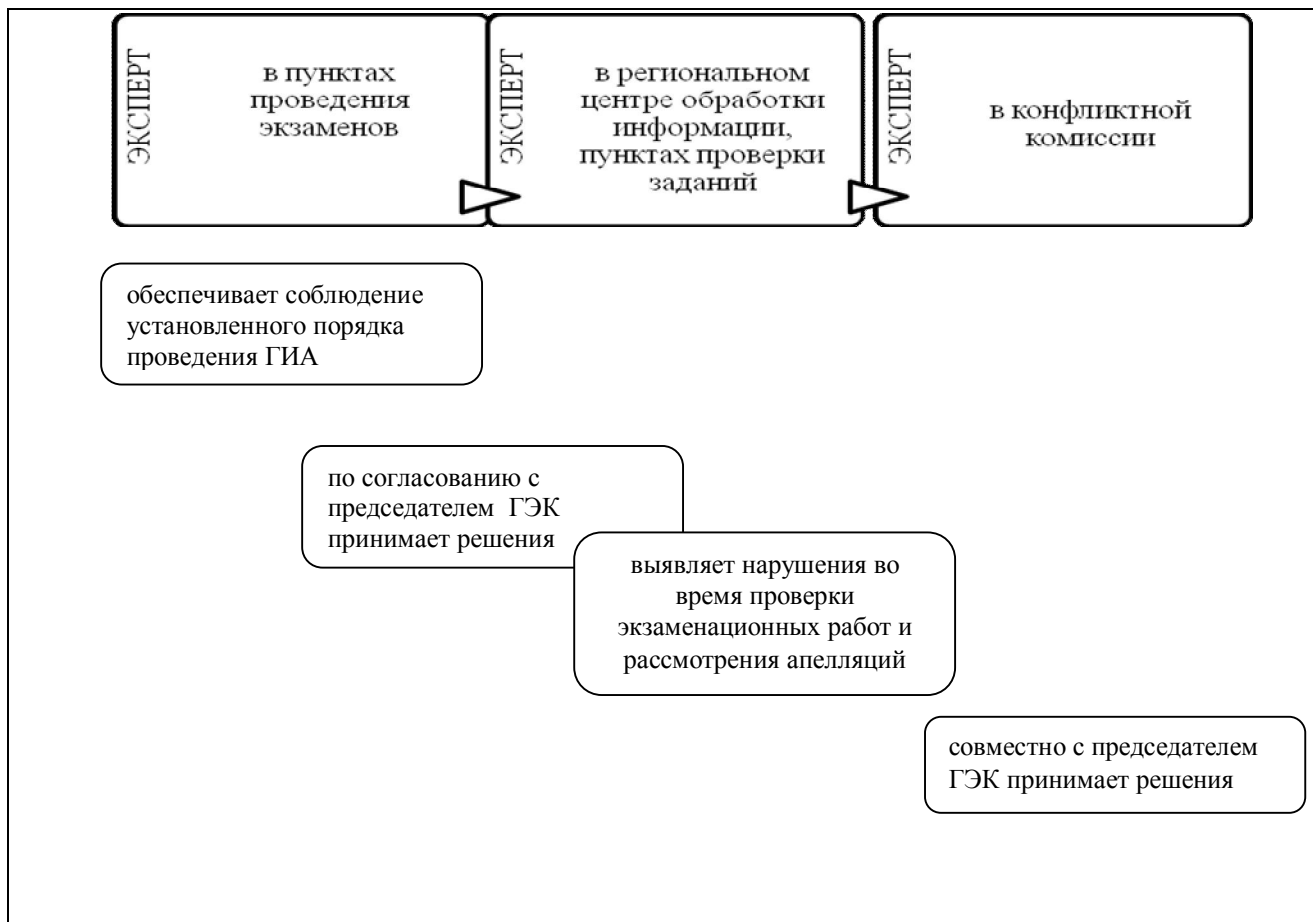 ЭКСПЕРТ
в пунктах
проведения
экзаменов
ЭКСПЕРТ
в региональном
центре обработки
информации,
пунктах проверки
заданий
ЭКСПЕРТ
в конфликтной
комиссии
обеспечивает соблюдение
установленного порядка
проведения ГИА
по согласованию с
председателем ГЭК
принимает решения
выявляет нарушения во
время проверки
экзаменационных работ и
рассмотрения апелляций
совместно с председателем
ГЭК принимает решения